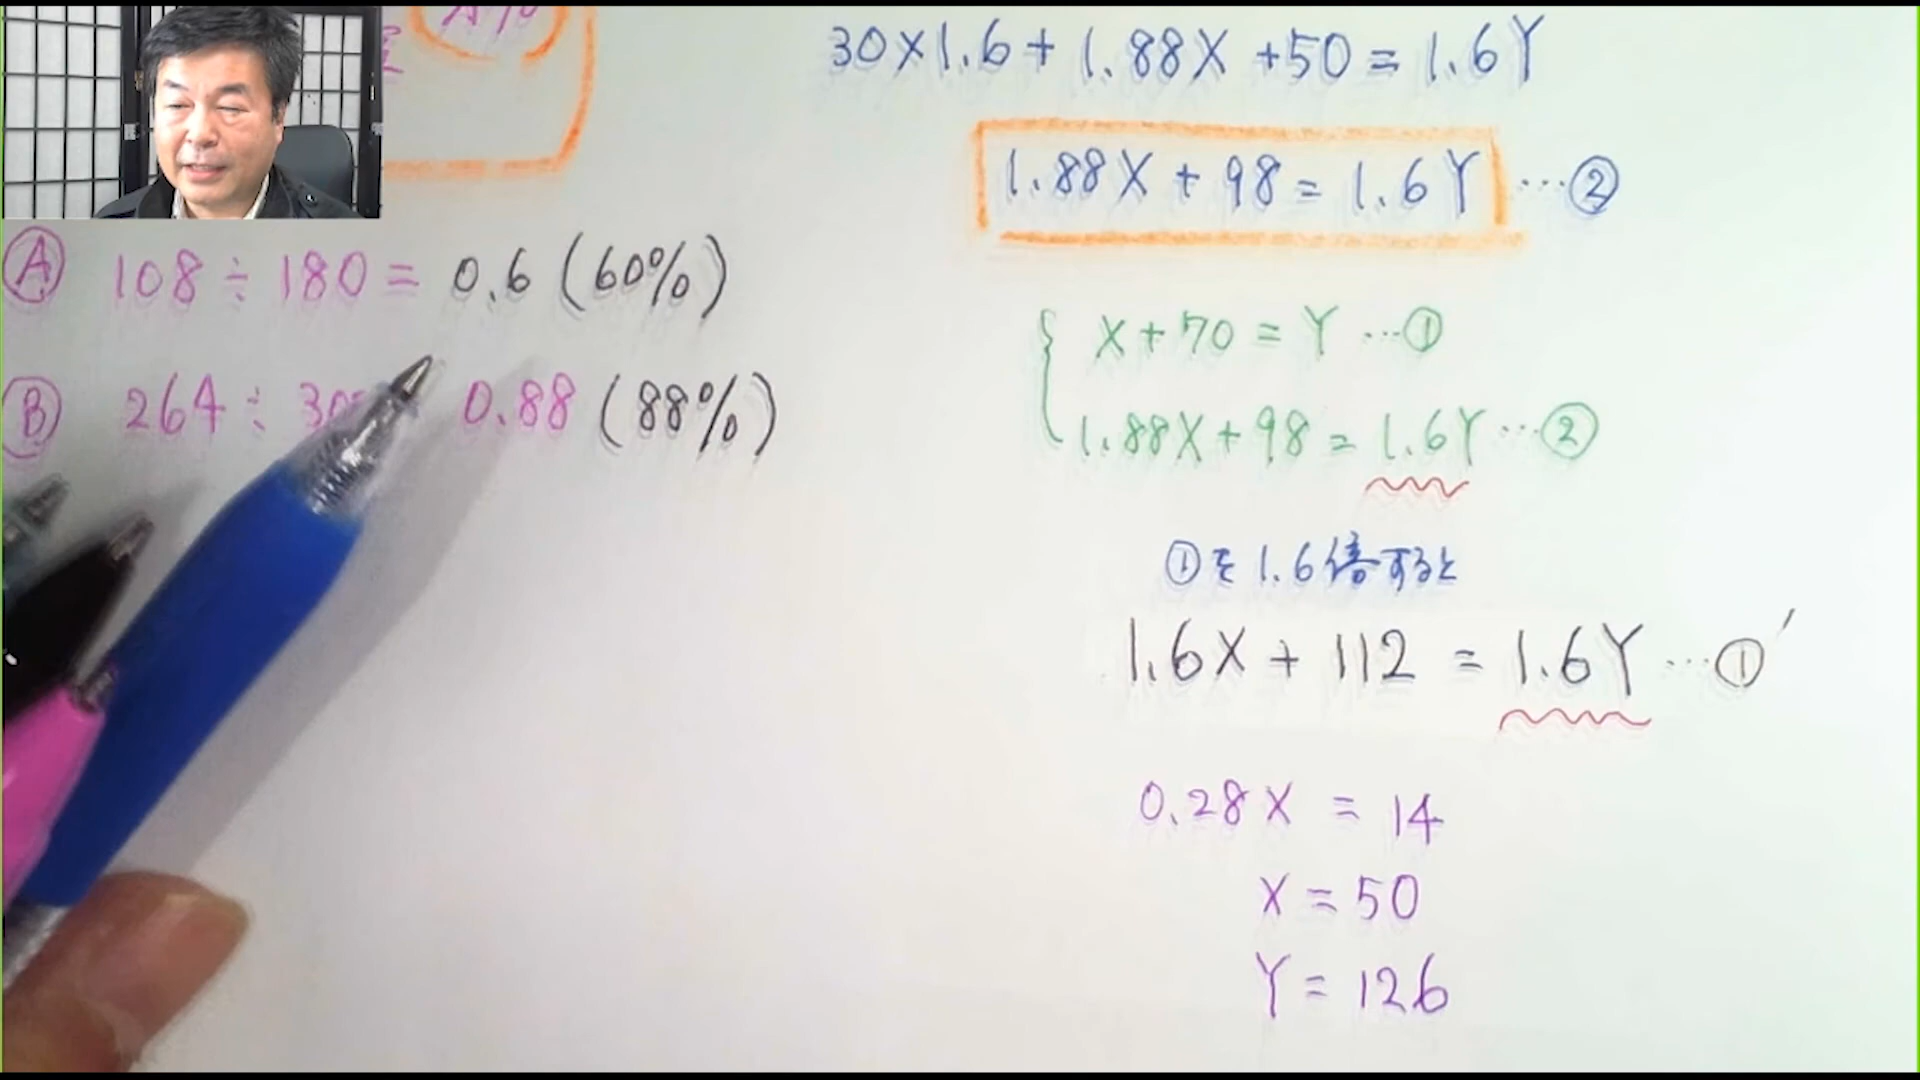 Ⓐ 108 ÷ 180 = 0.6 (60%)
Ⓑ 264 ÷ 0.88 (88%)
30×1.6 + 1.88X + 50 = 1.6Y
1.88X + 98 = 1.6Y …②
X + 70 = Y …①
1.88X + 98 = 1.6Y …②
①を1.6倍すると
1.6X + 112 = 1.6Y …①′
0.28X = 14
X = 50
Y = 126